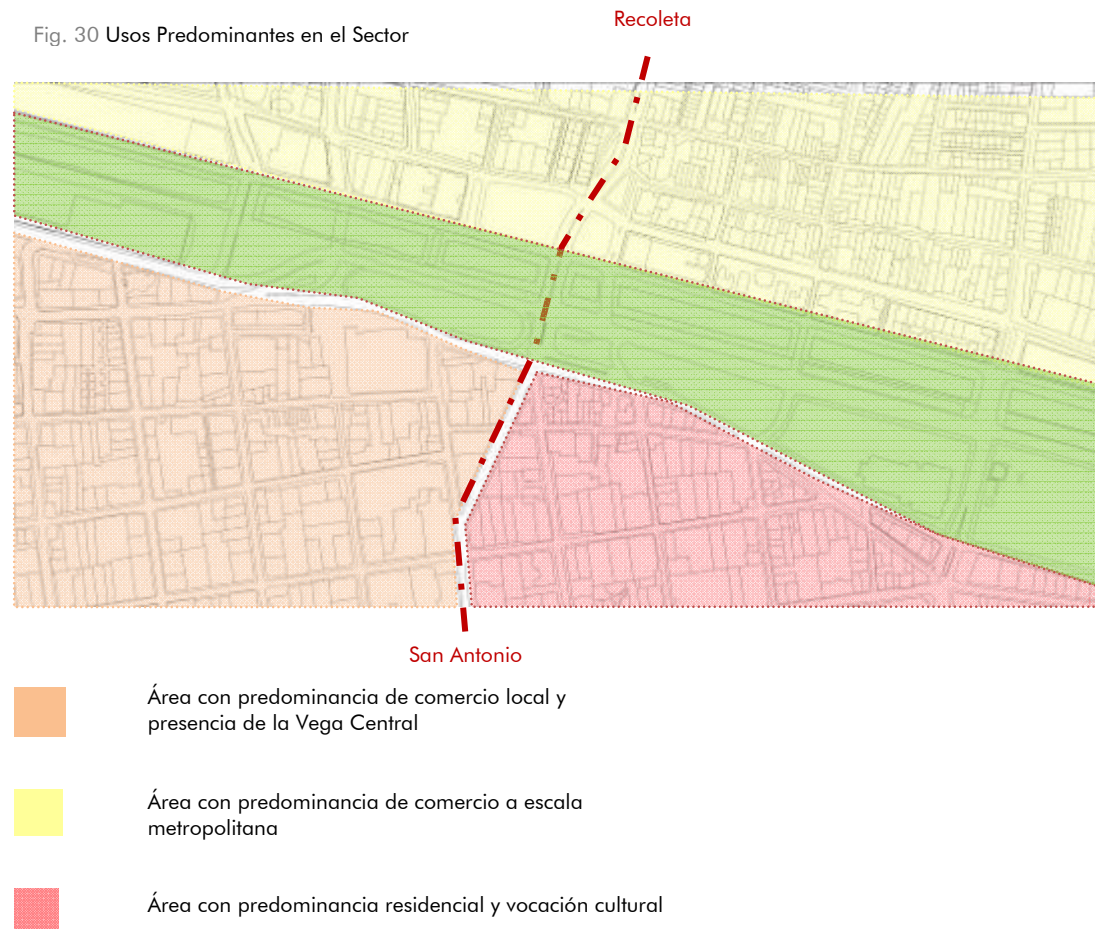 Recoleta
Fig. 30 Usos Predominantes en el Sector
San Antonio
Área con predominancia de comercio local y
presencia de la Vega Central
Área con predominancia de comercio a escala
metropolitana
Área con predominancia residencial y vocación cultural